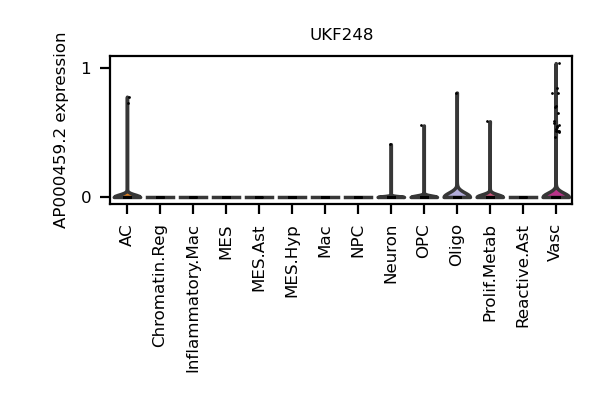 UKF248
AP000459.2 expression
1
0
AC
Chromatin.Reg
Inflammatory.Mac
MES
MES.Ast
MES.Hyp
Mac
NPC
Neuron
OPC
Oligo
Prolif.Metab
Reactive.Ast
Vasc